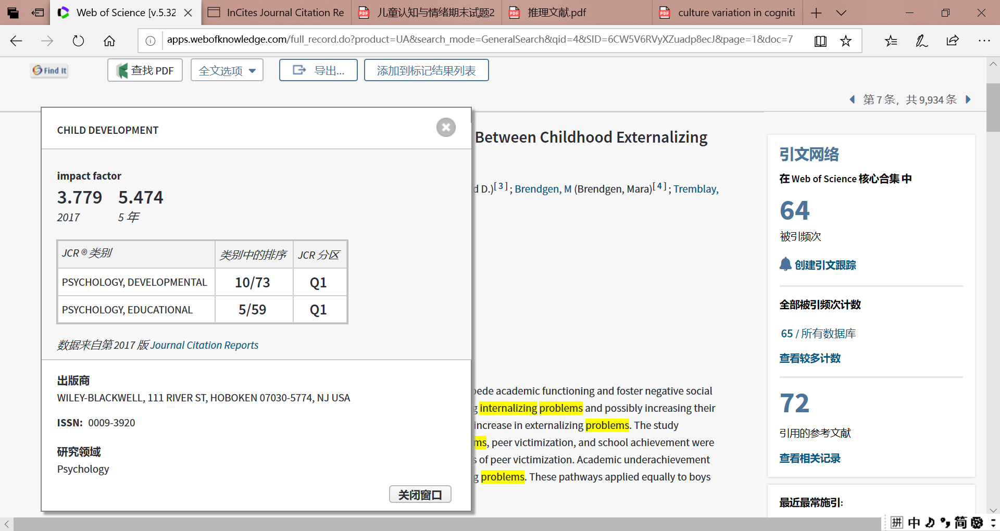 Web of Science [v.5.32
InCites Journal Citation Re
儿童认知与情绪期末试题2
推理文献.pdf
culture variation in cogniti
apps.webofknowledge.com/full_record.do?product=UA&search_mode=GeneralSearch&qid=4&SID=6CW5V6RVyXZuadp8ecJ&page=1&doc=7
Find It
查找 PDF
全文选项
导出...
添加到标记结果列表
第 7 条，共 9,934 条
CHILD DEVELOPMENT
impact factor
3.779 5.474
2017 5 年
JCR ® 类别 类别中的排序 JCR 分区
PSYCHOLOGY, DEVELOPMENTAL 10/73 Q1
PSYCHOLOGY, EDUCATIONAL 5/59 Q1
数据来自第 2017 版 Journal Citation Reports
出版商
WILEY-BLACKWELL, 111 RIVER ST, HOBOKEN 07030-5774, NJ USA
ISSN: 0009-3920
研究领域
Psychology
关闭窗口
Between Childhood Externalizing
d D.)[ 3 ] ; Brendgen, M (Brendgen, Mara)[ 4 ] ; Tremblay,
pede academic functioning and foster negative social
g internalizing problems and possibly increasing their
increase in externalizing problems. The study
ms, peer victimization, and school achievement were
s of peer victimization. Academic underachievement
g problems. These pathways applied equally to boys
引文网络
在 Web of Science 核心合集 中
64
被引频次
创建引文跟踪
全部被引频次计数
65 / 所有数据库
查看较多计数
72
引用的参考文献
查看相关记录
最近最常施引:
拼 中 简